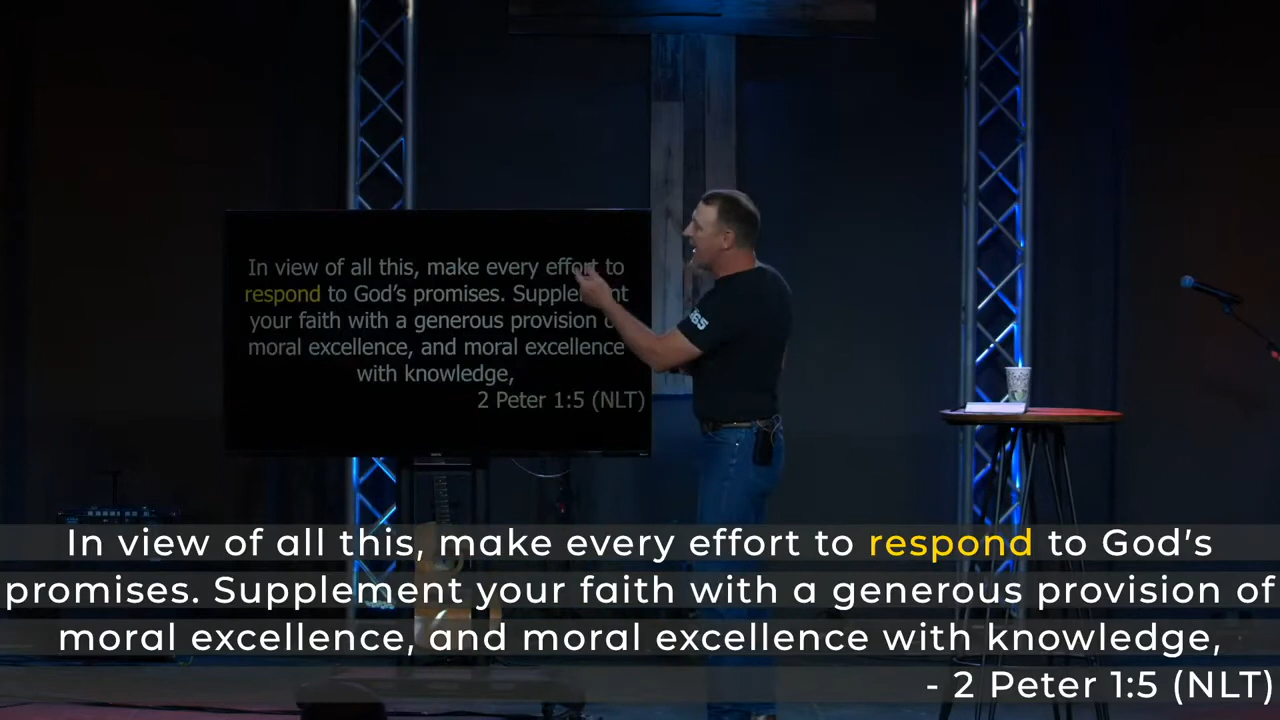 In view of all this, make every effort to
respond to God's promises. Supplement
your faith with a generous provision
moral excellence, and moral excellence
with knowledge,
2 Peter 1:5 (NLT)
365
In view of all this, make every effort to respond to God's
promises. Supplement your faith with a generous provision of
moral excellence, and moral excellence with knowledge,
- 2 Peter 1:5 (NLT)